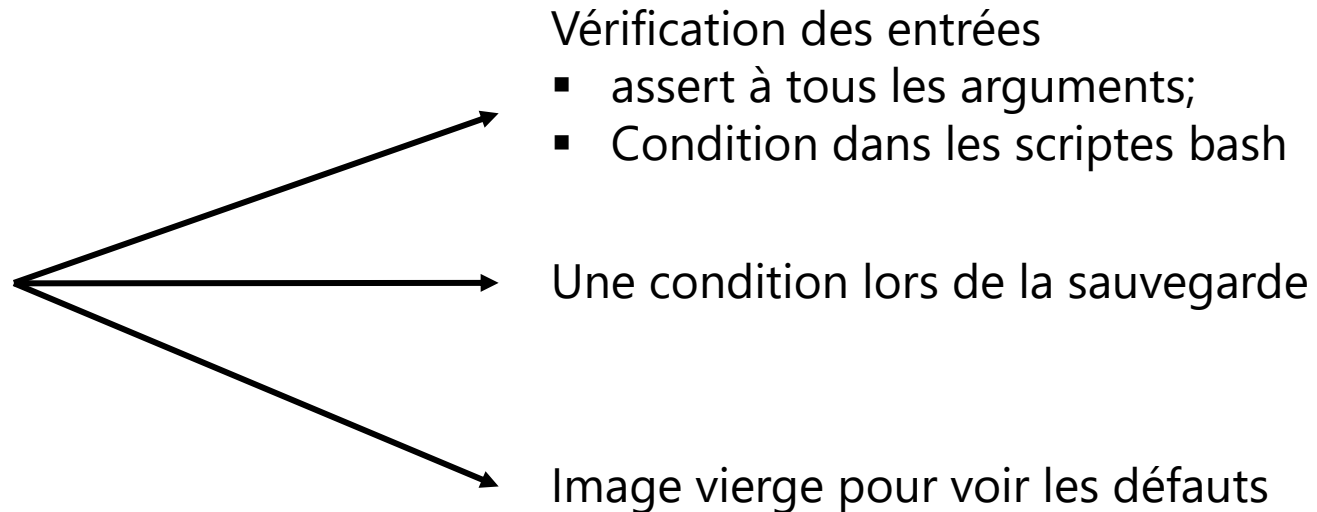 Vérification des entrées
▪ assert à tous les arguments;
▪ Condition dans les scriptes bash
Une condition lors de la sauvegarde
Image vierge pour voir les défauts